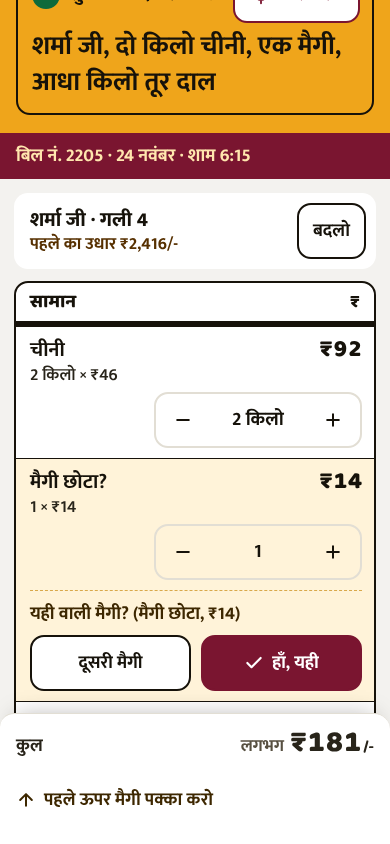 शर्मा जी, दो किलो चीनी, एक मैगी,
आधा किलो तूर दाल
बिल नं. 2205 · 24 नवंबर · शाम 6:15
शर्मा जी · गली 4
पहले का उधार ₹2,416/-
बदलो
सामान ₹
चीनी ₹92
2 किलो × ₹46
− 2 किलो +
मैगी छोटा? ₹14
1 × ₹14
− 1 +
यही वाली मैगी? (मैगी छोटा, ₹14)
दूसरी मैगी ✓ हाँ, यही
कुल लगभग ₹181/-
↑ पहले ऊपर मैगी पक्का करो